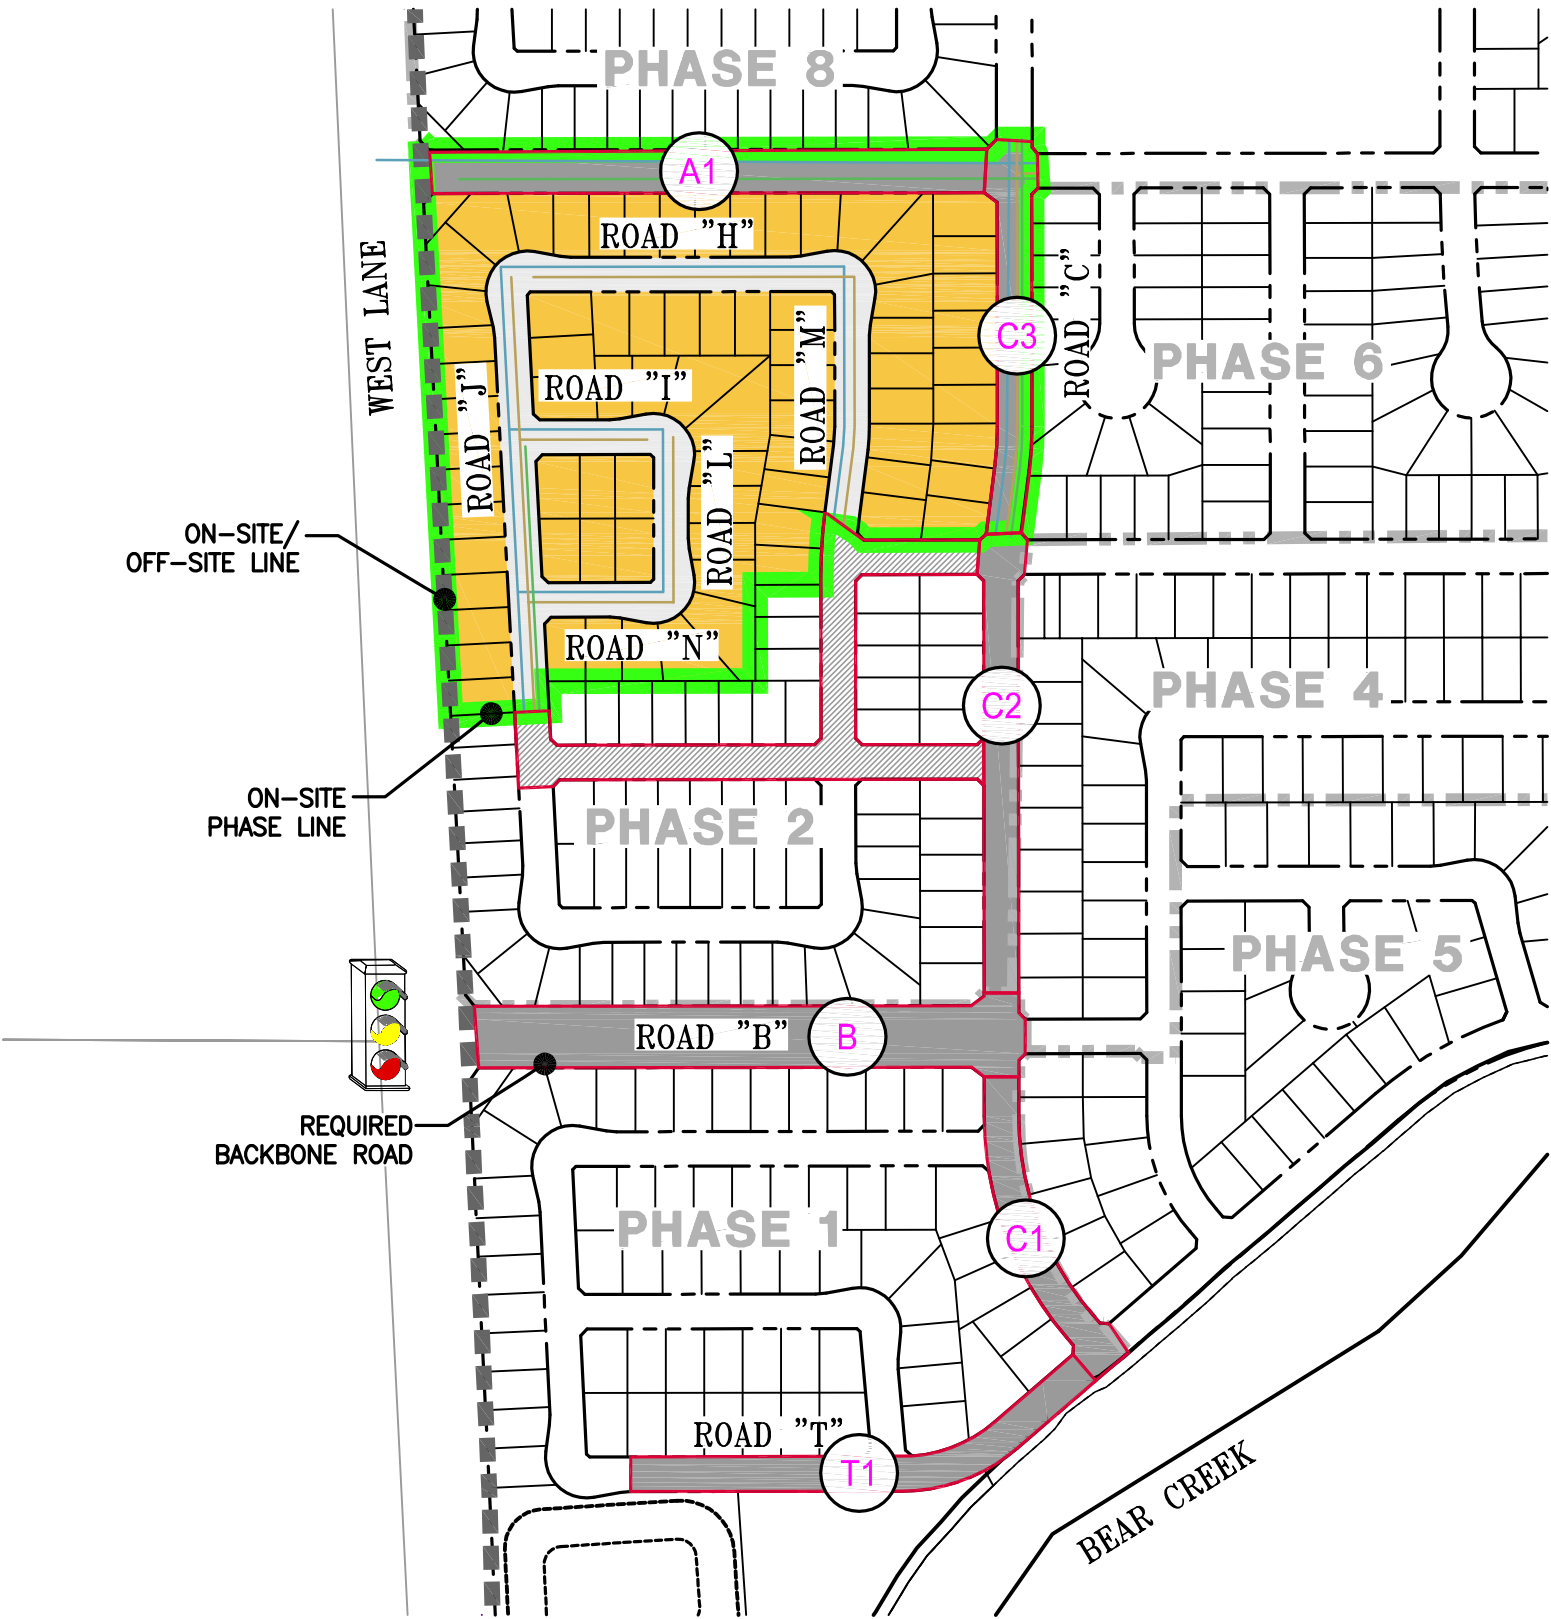 PHASE 8
A1
ROAD "H"
WEST LANE
ROAD "C"
C3
ROAD "M"
PHASE 6
ROAD "I"
ROAD "J"
ROAD "L"
ON-SITE/
OFF-SITE LINE
ROAD "N"
C2
PHASE 4
ON-SITE
PHASE LINE
PHASE 2
PHASE 5
ROAD "B"
B
REQUIRED
BACKBONE ROAD
PHASE 1
C1
ROAD "T"
T1
BEAR CREEK